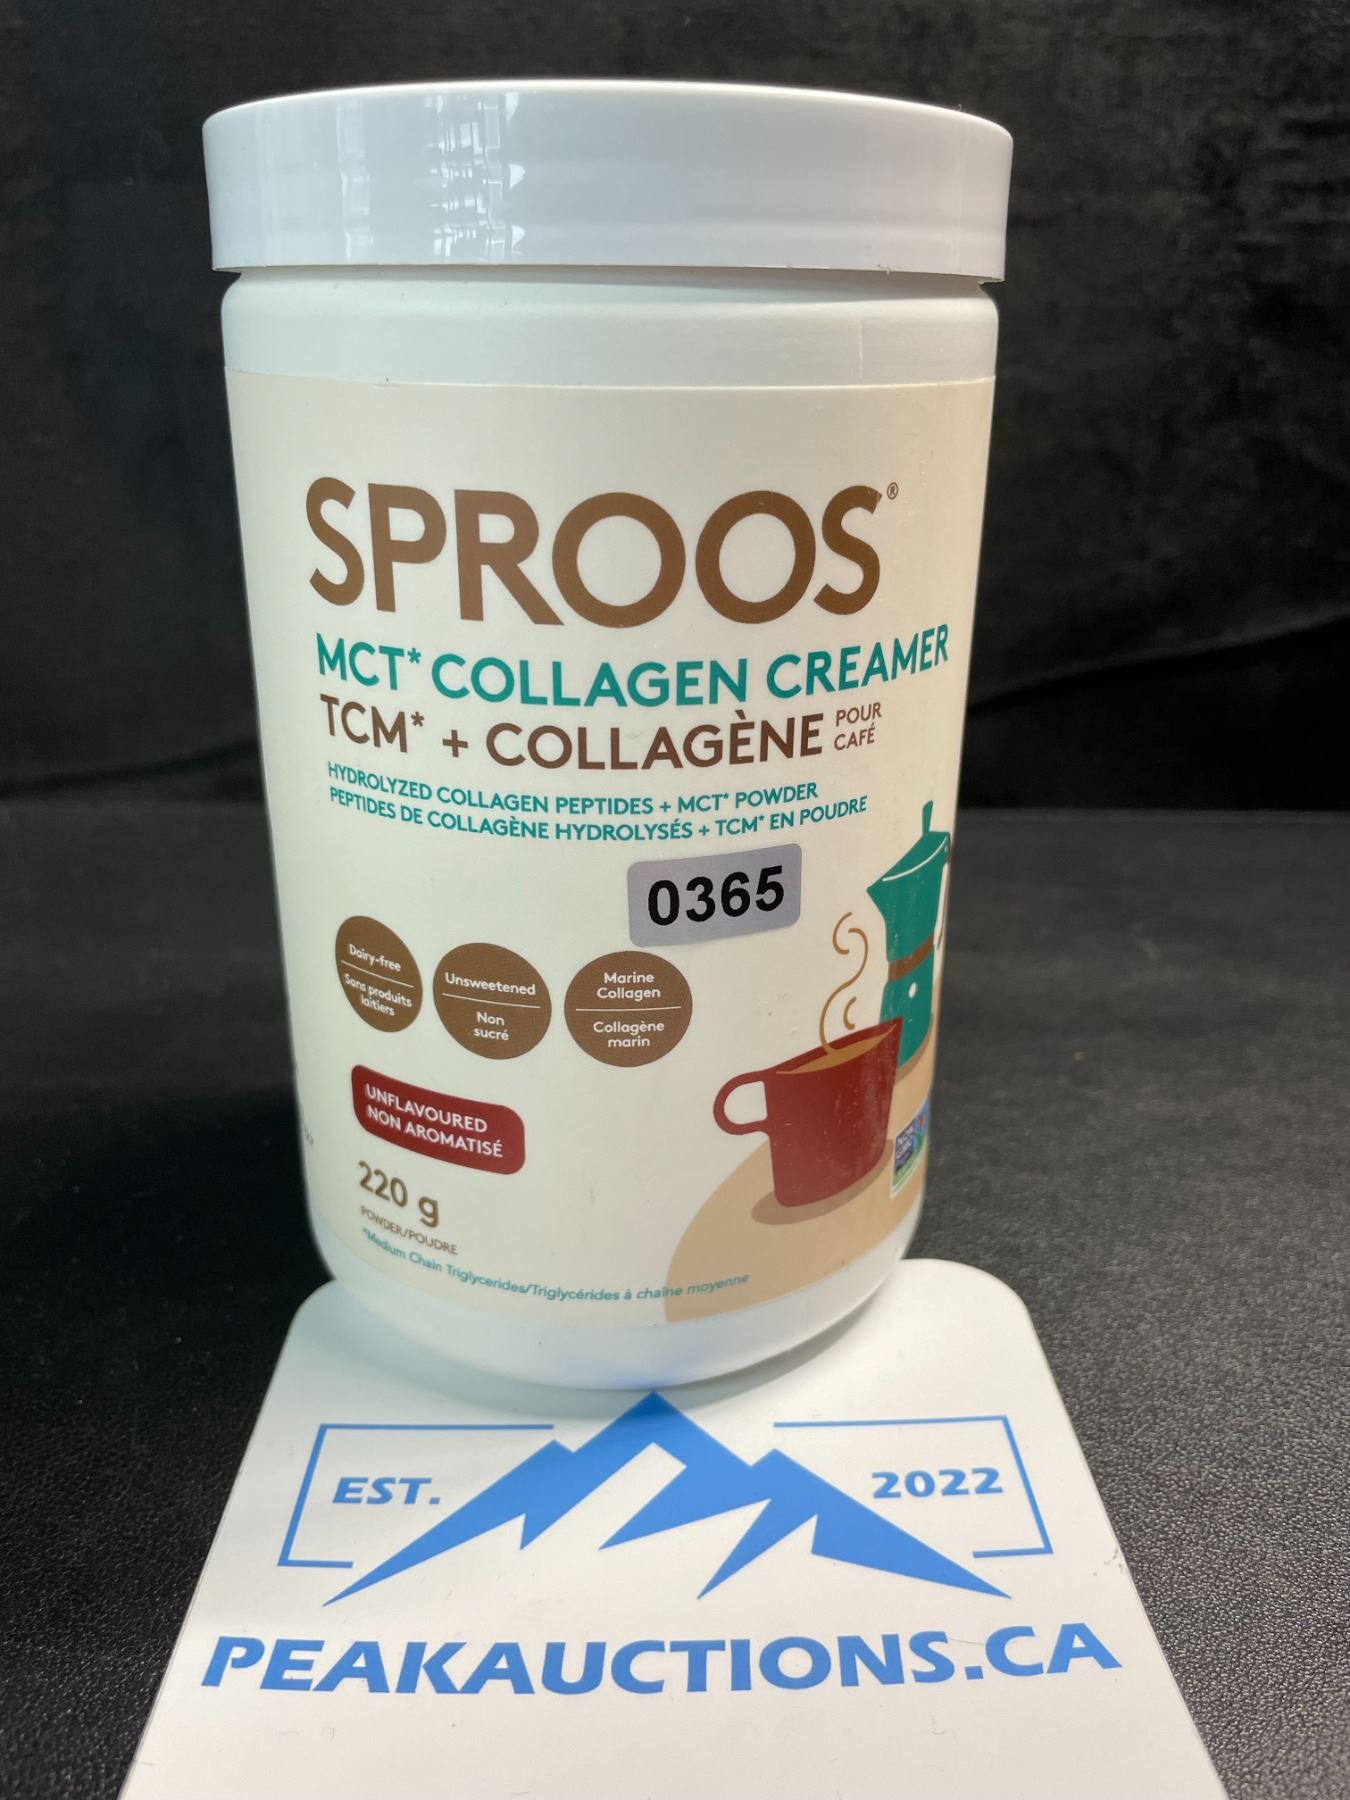 SPROOS®
MCT* COLLAGEN CREAMER
TCM* + COLLAGÈNE POUR CAFÉ
HYDROLYZED COLLAGEN PEPTIDES + MCT* POWDER
PEPTIDES DE COLLAGÈNE HYDROLYSÉS + TCM* EN POUDRE
0365
Dairy-free
Sans produits
laitiers
Unsweetened
Non
sucré
Marine
Collagen
Collagène
marin
UNFLAVOURED
NON AROMATISÉ
220 g
POWDER/POUDRE
*Medium Chain Triglycerides/Triglycérides à chaîne moyenne
NON
GMO
EST.
2022
PEAKAUCTIONS.CA